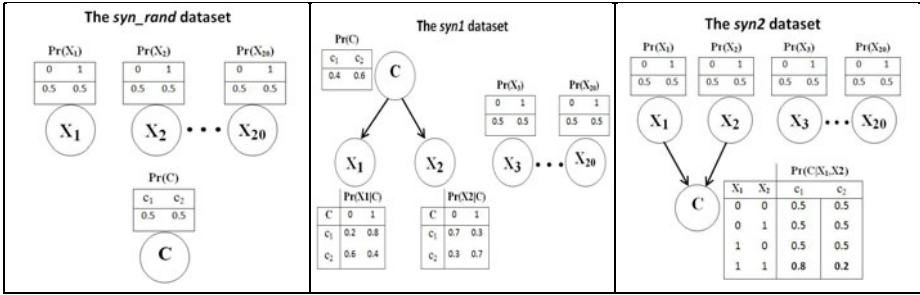 The syn_rand dataset
Pr(X₁)
0 1
0.5 0.5
X₁
Pr(X₂)
0 1
0.5 0.5
X₂
Pr(X₂₀)
0 1
0.5 0.5
X₂₀
Pr(C)
c₁ c₂
0.5 0.5
C
The syn1 dataset
Pr(C)
c₁ c₂
0.4 0.6
C
Pr(X₃)
0 1
0.5 0.5
X₃
Pr(X₂₀)
0 1
0.5 0.5
X₂₀
X₁
X₂
Pr(X1|C)
C 0 1
c₁ 0.2 0.8
c₂ 0.6 0.4
Pr(X2|C)
C 0 1
c₁ 0.7 0.3
c₂ 0.3 0.7
The syn2 dataset
Pr(X₁)
0 1
0.5 0.5
X₁
Pr(X₂)
0 1
0.5 0.5
X₂
Pr(X₃)
0 1
0.5 0.5
X₃
Pr(X₂₀)
0 1
0.5 0.5
X₂₀
C
Pr(C|X₁,X2)
X₁ X₂ c₁ c₂
0 0 0.5 0.5
0 1 0.5 0.5
1 0 0.5 0.5
1 1 0.8 0.2